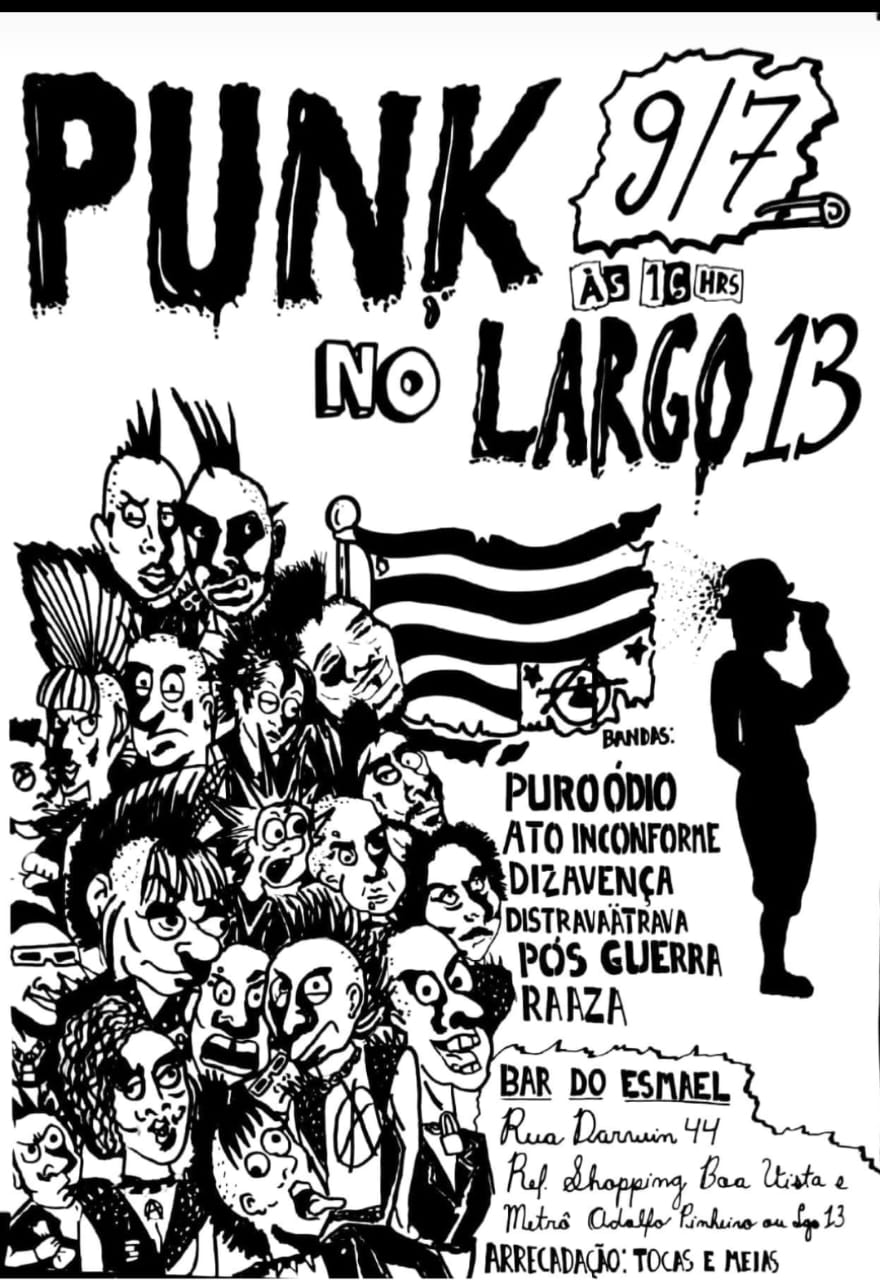 PUNK
9/7
ÀS 16 HRS
NO LARGO 13
BANDAS:
PURO ÓDIO
ATO INCONFORME
DIZAVENÇA
DISTRAVAÄTRAVA
PÓS GUERRA
RAAZA
BAR DO ESMAEL
Rua Darwin 44
Ref. Shopping Boa Vista e
Metrô Adolfo Pinheiro ou Lgo 13
ARRECADAÇÃO: TOCAS E MEIAS